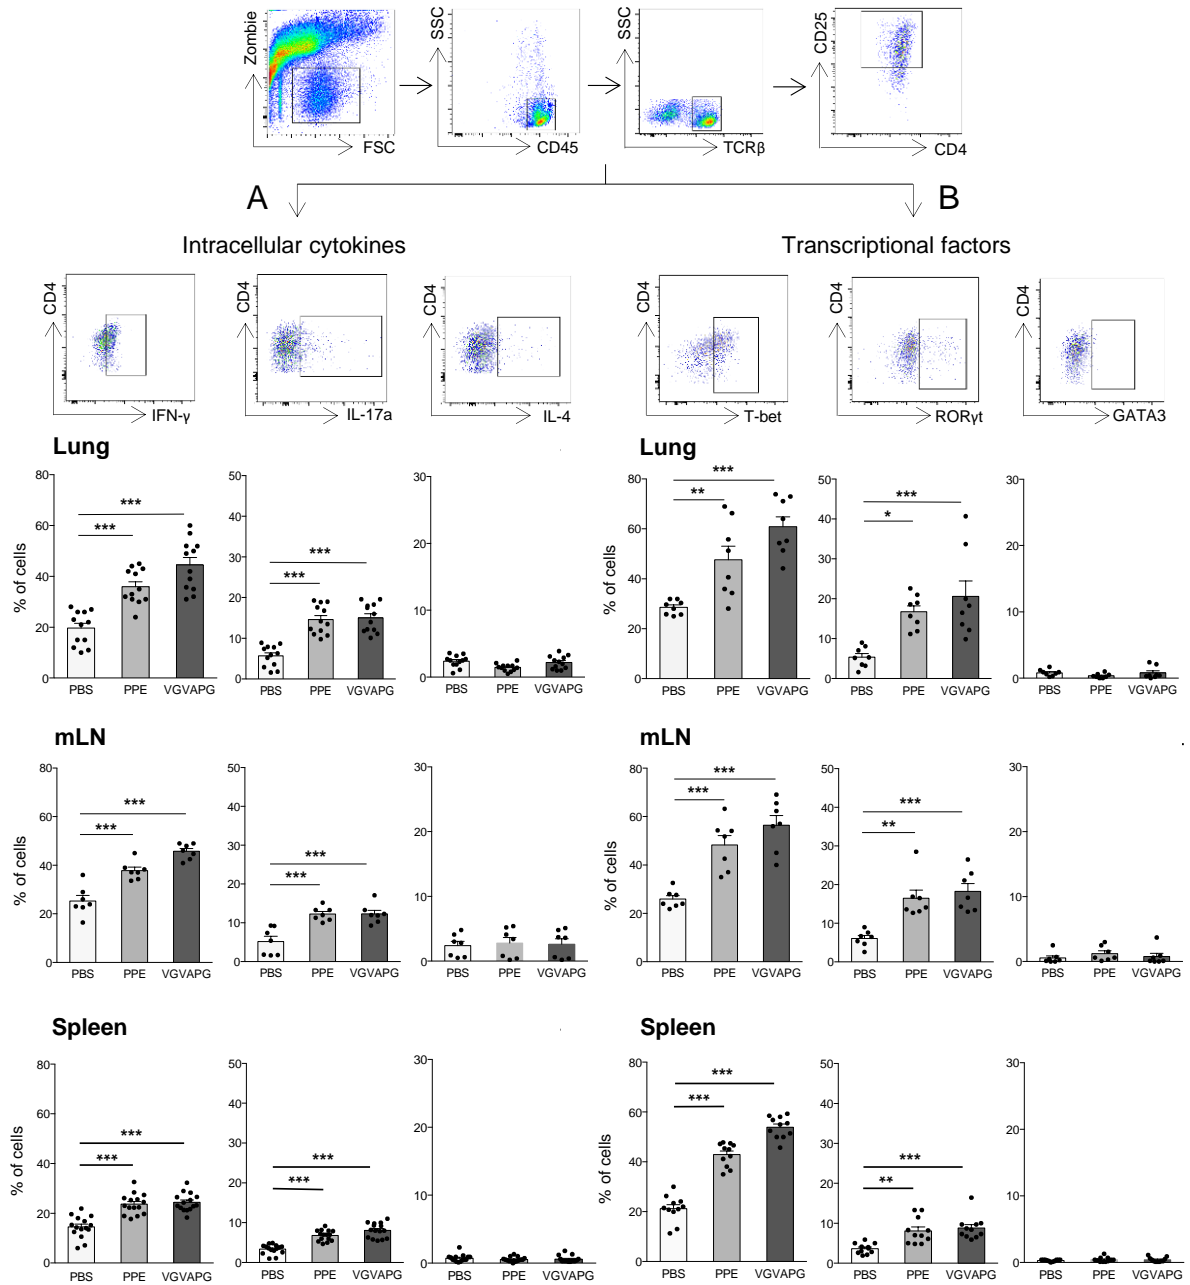 Zombie
FSC
SSC
CD45
SSC
TCRβ
CD25
CD4
A
B
Intracellular cytokines
Transcriptional factors
CD4
IFN-γ
CD4
IL-17a
CD4
IL-4
CD4
T-bet
CD4
RORγt
CD4
GATA3
Lung
% of cells
80
60
40
20
0
***
***
PBS PPE VGVAPG
50
40
30
20
10
0
***
***
PBS PPE VGVAPG
30
20
10
0
PBS PPE VGVAPG
Lung
% of cells
80
60
40
20
0
***
**
PBS PPE VGVAPG
50
40
30
20
10
0
***
*
PBS PPE VGVAPG
30
20
10
0
PBS PPE VGVAPG
mLN
% of cells
80
60
40
20
0
***
***
PBS PPE VGVAPG
50
40
30
20
10
0
***
***
PBS PPE VGVAPG
30
20
10
0
PBS PPE VGVAPG
mLN
% of cells
80
60
40
20
0
***
***
PBS PPE VGVAPG
50
40
30
20
10
0
***
**
PBS PPE VGVAPG
30
20
10
0
PBS PPE VGVAPG
Spleen
% of cells
80
60
40
20
0
***
***
PBS PPE VGVAPG
50
40
30
20
10
0
***
***
PBS PPE VGVAPG
30
20
10
0
PBS PPE VGVAPG
Spleen
% of cells
80
60
40
20
0
***
***
PBS PPE VGVAPG
50
40
30
20
10
0
***
**
PBS PPE VGVAPG
30
20
10
0
PBS PPE VGVAPG